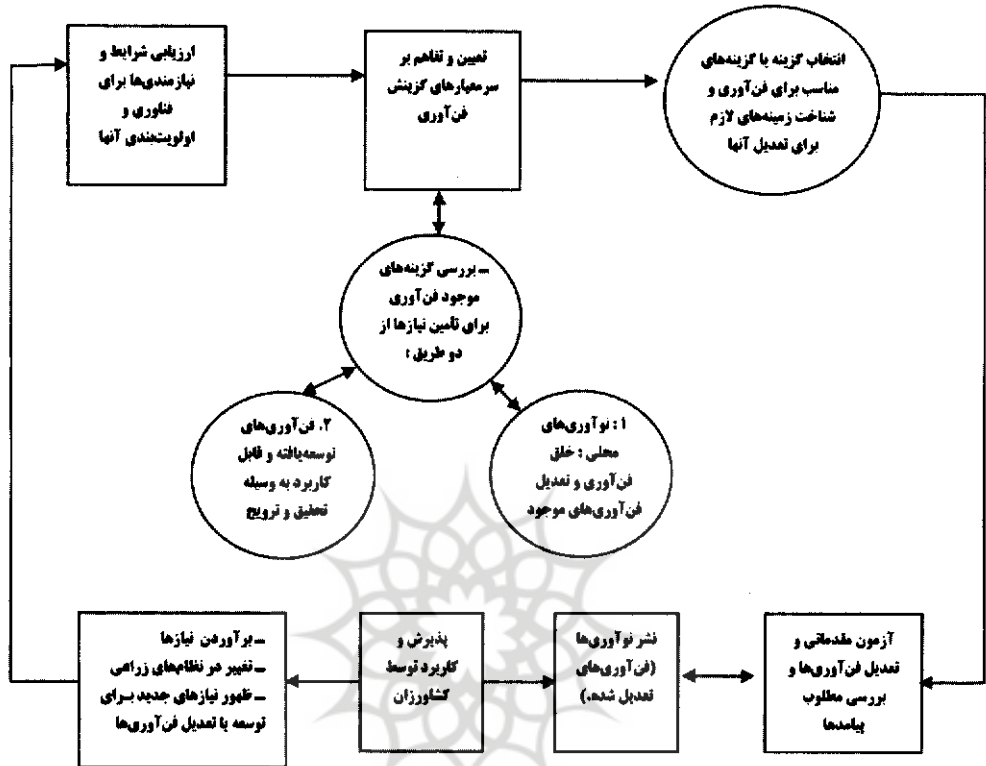 ارزیابی شرایط و
نیازمندی‌ها برای
فناوری و
اولویت‌بندی آنها
تعیین و تفاهم بر
سرمعیارهای گزینش
فن‌آوری
انتخاب گزینه یا گزینه‌های
مناسب برای فن‌آوری و
شناخت زمینه‌های لازم
برای تعدیل آنها
ــ بررسی گزینه‌های
موجود فن‌آوری
برای تأمین نیازها از
دو طریق :
۱ : نوآوری‌های
محلی : خلق
فن‌آوری و تعدیل
فن‌آوری‌های موجود
۲. فن‌آوری‌های
توسعه‌یافته و قابل
کاربرد به وسیله
تحقیق و ترویج
آزمون مقدماتی و
تعدیل فن‌آوری‌ها و
بررسی مطلوب
پیامدها
نشر نوآوری‌ها
(فن‌آوری‌های
تعدیل شده.)
پذیرش و
کاربرد توسط
کشاورزان
ــ برآوردن نیازها
ــ تغییر در نظام‌های زراعی
ــ ظهور نیازهای جدید بـرای
توسعه یا تعدیل فن‌آوری‌ها